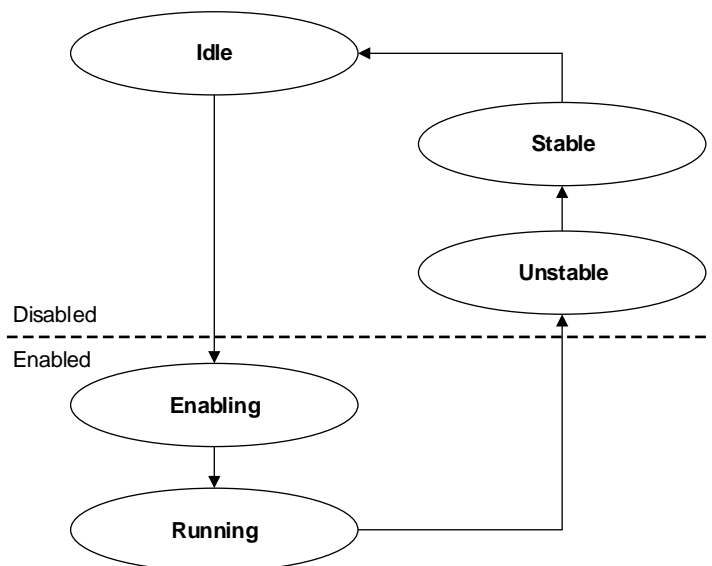 Idle
Stable
Unstable
Disabled
Enabled
Enabling
Running